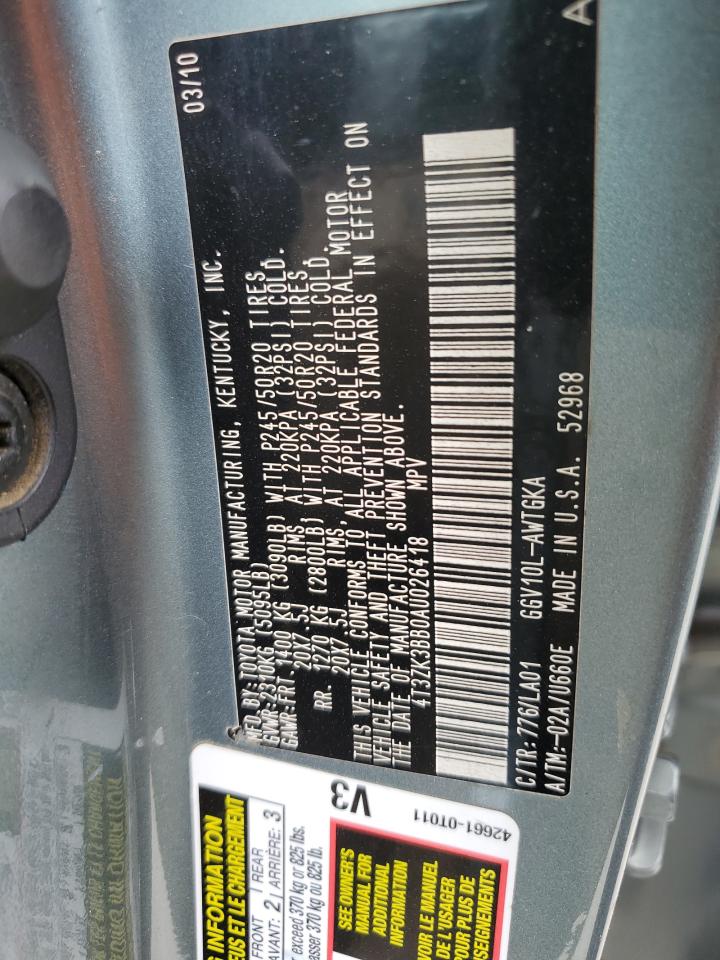 03/10
MFD. BY: TOYOTA MOTOR MANUFACTURING, KENTUCKY, INC.
GVWR: 2310KG (5095LB)
GAWR: FRT. 1400 KG (3090LB) WITH P245/50R20 TIRES,
20X7.5J RIMS, AT 220KPA (32PSI) COLD.
RR. 1270 KG (2800LB) WITH P245/50R20 TIRES,
20X7.5J RIMS, AT 220KPA (32PSI) COLD.
THIS VEHICLE CONFORMS TO ALL APPLICABLE FEDERAL MOTOR
VEHICLE SAFETY AND THEFT PREVENTION STANDARDS IN EFFECT ON
THE DATE OF MANUFACTURE SHOWN ABOVE.
4T3ZK3BB0AU026418 MPV
C/TR: 776/LA01 GGV10L-AWTGKA
A/TM: -02A/U660E MADE IN U.S.A. 52968
A
INFORMATION
ET LE CHARGEMENT
FRONT 2 REAR 3
AVANT: ARRIÈRE:
exceed 370 kg or 825 lbs.
370 kg ou 825 lb.
V3
SEE OWNER'S
MANUAL FOR
ADDITIONAL
INFORMATION
VOIR LE MANUEL
DE L'USAGER
POUR PLUS DE
42661-0T011